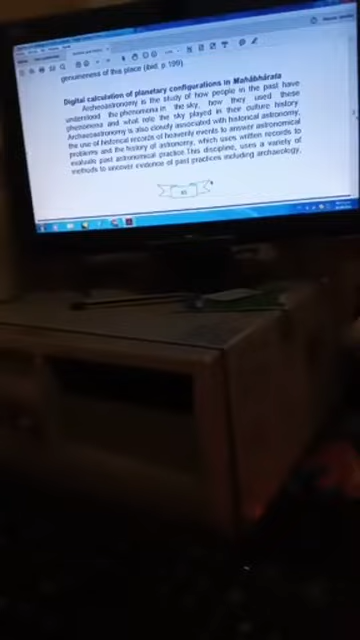 genuineness of this place (ibid. p.199).
Digital calculation of planetary configurations in Mahābhārata
Archeoastronomy is the study of how people in the past have
understood the phenomena in the sky, how they used these
phenomena and what role the sky played in their culture history
Archaeoastronomy is also closely associated with historical astronomy,
the use of historical records of heavenly events to answer astronomical
problems and the history of astronomy, which uses written records to
evaluate past astronomical practice.This discipline, uses a variety of
methods to uncover evidence of past practices including archaeology,